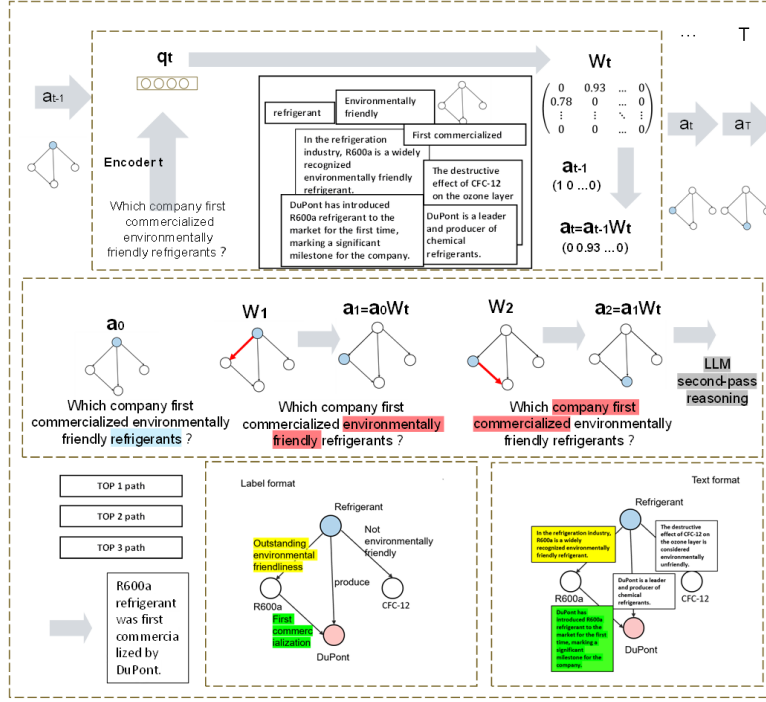 ... T
qt
Wt
at-1
Encoder t
Which company first
commercialized
environmentally
friendly refrigerants ?
refrigerant
Environmentally
friendly
First commercialized
In the refrigeration
industry, R600a is a widely
recognized
environmentally friendly
refrigerant.
The destructive
effect of CFC-12
on the ozone layer
DuPont has introduced
R600a refrigerant to the
market for the first time,
marking a significant
milestone for the company.
DuPont is a leader
and producer of
chemical
refrigerants.
0 0.93 ... 0
0.78 0 ... 0
⋮ ⋮ ⋱ ⋮
0 0 ... 0
at-1
(1 0 ...0)
at=at-1Wt
(0 0.93 ...0)
at
aT
a0
W1
a1=a0Wt
W2
a2=a1Wt
Which company first
commercialized environmentally
friendly refrigerants ?
Which company first
commercialized environmentally
friendly refrigerants ?
Which company first
commercialized environmentally
friendly refrigerants ?
LLM
second-pass
reasoning
TOP 1 path
TOP 2 path
TOP 3 path
R600a
refrigerant
was first
commercia
lized by
DuPont.
Label format
Refrigerant
Outstanding
environmental
friendliness
Not
environmentally
friendly
produce
R600a
CFC-12
First
commerc
ialization
DuPont
Text format
Refrigerant
In the refrigeration industry,
R600a is a widely
recognized environmentally
friendly refrigerant.
The destructive
effect of CFC-12 on
the ozone layer is
considered
environmentally
unfriendly.
DuPont is a leader
and producer of
chemical
refrigerants.
R600a
CFC-12
DuPont has
introduced R600a
refrigerant to the
market for the first
time, marking a
significant
milestone for the
company.
DuPont